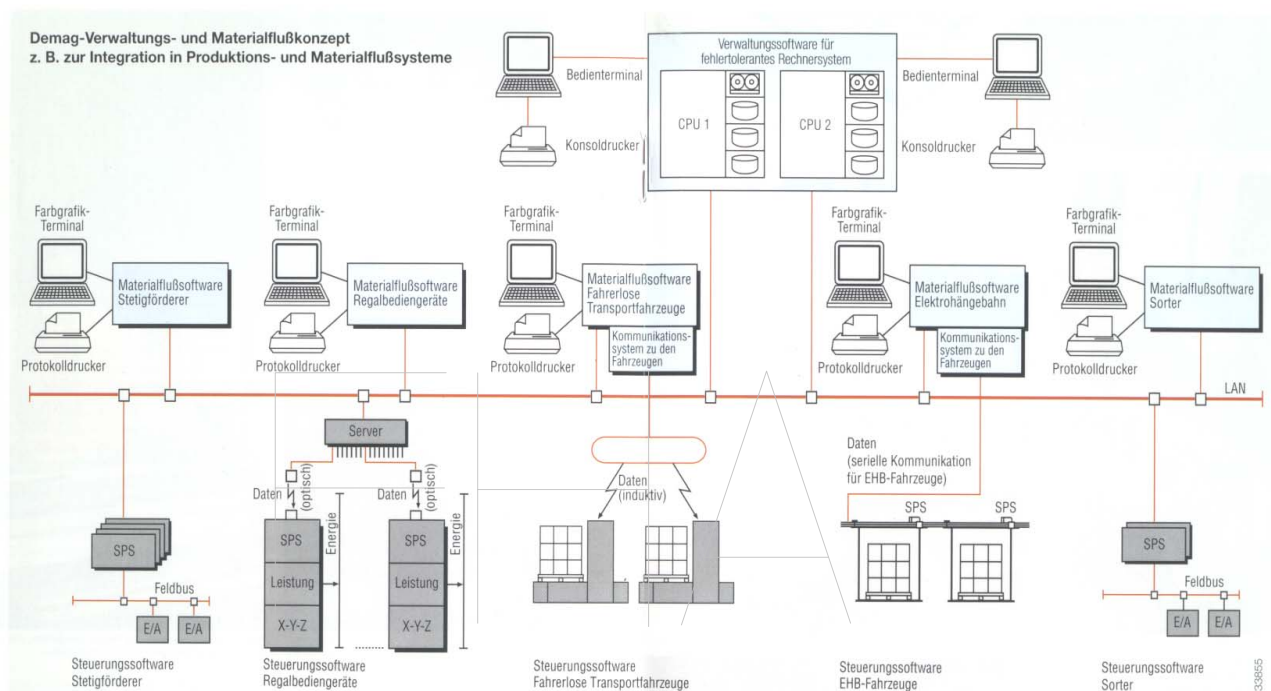 Demag-Verwaltungs- und Materialflußkonzept
z. B. zur Integration in Produktions- und Materialflußsysteme
Verwaltungssoftware für
fehlertolerantes Rechnersystem
Bedienterminal
Bedienterminal
CPU 1
CPU 2
Konsoldrucker
Konsoldrucker
Farbgrafik-
Terminal
Materialflußsoftware
Stetigförderer
Protokolldrucker
Farbgrafik-
Terminal
Materialflußsoftware
Regalbediengeräte
Protokolldrucker
Farbgrafik-
Terminal
Materialflußsoftware
Fahrerlose
Transportfahrzeuge
Kommunikations-
system zu den
Fahrzeugen
Protokolldrucker
Farbgrafik-
Terminal
Materialflußsoftware
Elektrohängebahn
Kommunikations-
system zu den
Fahrzeugen
Protokolldrucker
Farbgrafik-
Terminal
Materialflußsoftware
Sorter
Protokolldrucker
LAN
SPS
Feldbus
E/A
E/A
Steuerungssoftware
Stetigförderer
Server
Daten
(optisch)
Daten
(optisch)
SPS
Leistung
X-Y-Z
Energie
SPS
Leistung
X-Y-Z
Energie
Steuerungssoftware
Regalbediengeräte
Daten
(induktiv)
Steuerungssoftware
Fahrerlose Transportfahrzeuge
Daten
(serielle Kommunikation
für EHB-Fahrzeuge)
SPS
SPS
Steuerungssoftware
EHB-Fahrzeuge
SPS
Feldbus
E/A
E/A
Steuerungssoftware
Sorter
33855